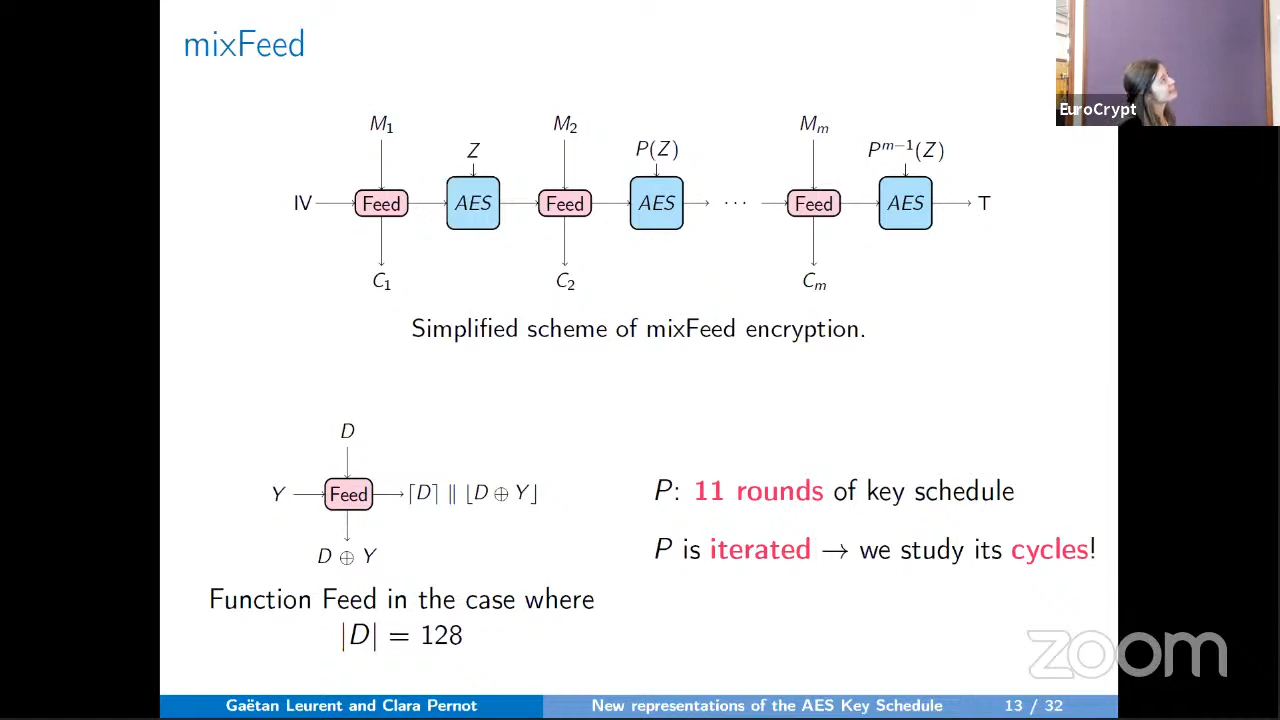 mixFeed
EuroCrypt
M₁ M₂ Mₘ
Z P(Z) Pᵐ⁻¹(Z)
IV Feed AES Feed AES ··· Feed AES T
C₁ C₂ Cₘ
Simplified scheme of mixFeed encryption.
D
Y Feed ⌈D⌉ ∥ ⌊D ⊕ Y⌋
D ⊕ Y
Function Feed in the case where
|D| = 128
P: 11 rounds of key schedule
P is iterated → we study its cycles!
zoom
Gaëtan Leurent and Clara Pernot New representations of the AES Key Schedule 13 / 32